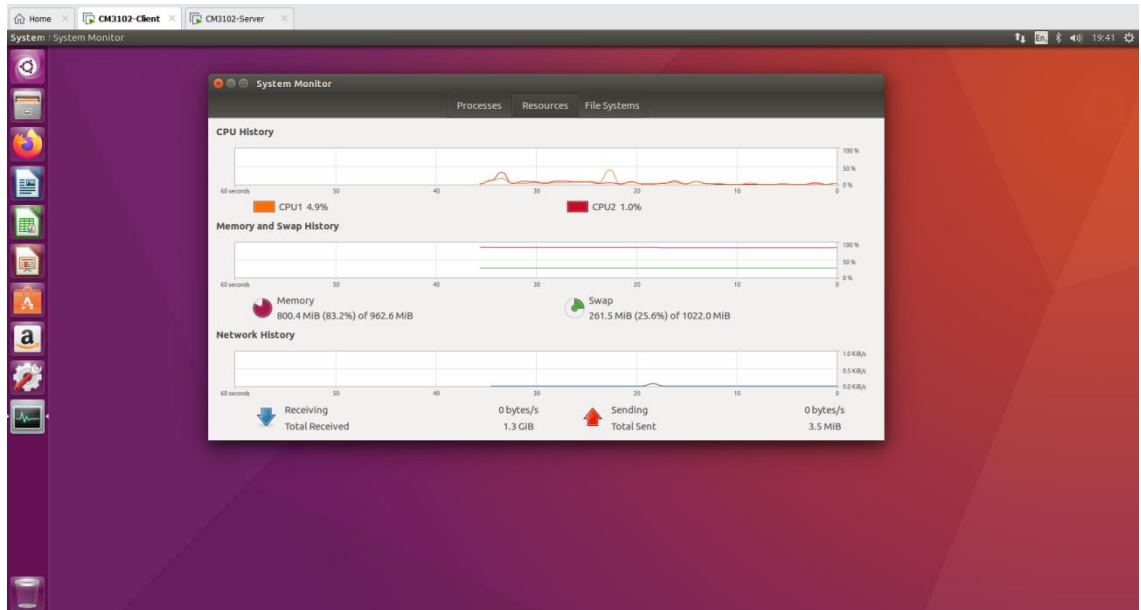 Home CM3102-Client CM3102-Server
System System Monitor En 19:41
System Monitor
Processes Resources File Systems
CPU History
100 %
50 %
0 %
60 seconds 50 40 30 20 10 0
CPU1 4.9% CPU2 1.0%
Memory and Swap History
100 %
50 %
0 %
60 seconds 50 40 30 20 10 0
Memory Swap
800.4 MiB (83.2%) of 962.6 MiB 261.5 MiB (25.6%) of 1022.0 MiB
Network History
1.0 KiB/s
0.5 KiB/s
0.0 KiB/s
60 seconds 50 40 30 20 10 0
Receiving 0 bytes/s Sending 0 bytes/s
Total Received 1.3 GiB Total Sent 3.5 MiB